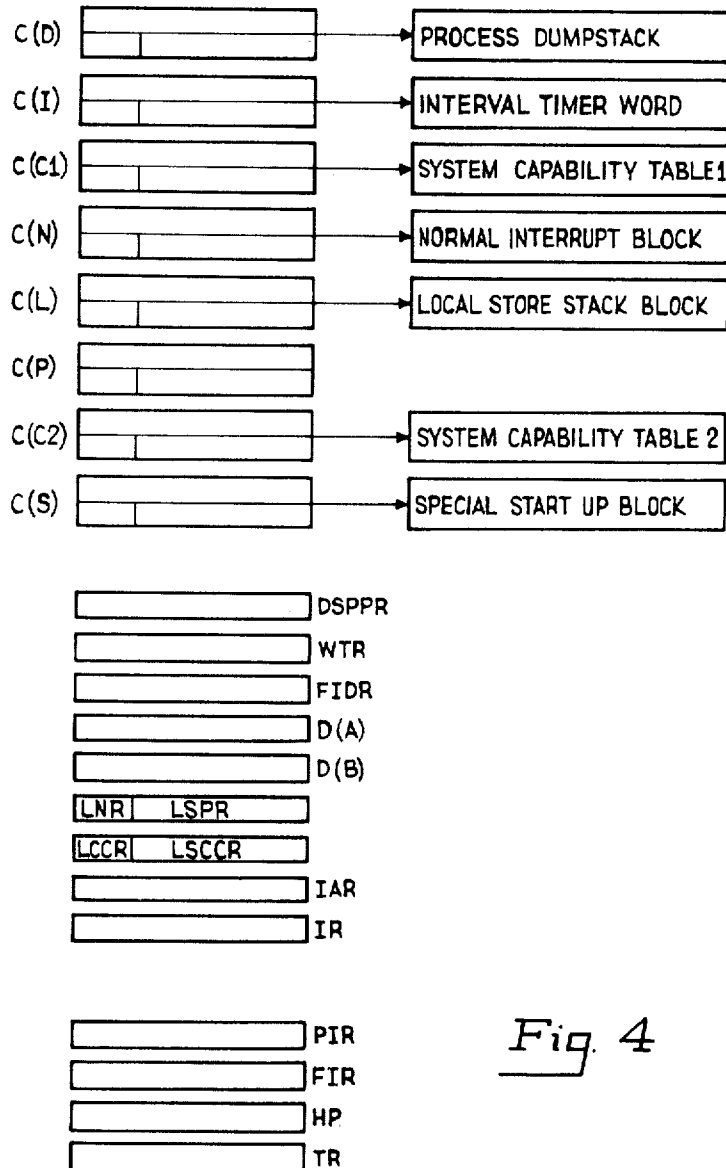 C(D) PROCESS DUMPSTACK
C(I) INTERVAL TIMER WORD
C(C1) SYSTEM CAPABILITY TABLE1
C(N) NORMAL INTERRUPT BLOCK
C(L) LOCAL STORE STACK BLOCK
C(P)
C(C2) SYSTEM CAPABILITY TABLE 2
C(S) SPECIAL START UP BLOCK
DSPPR
WTR
FIDR
D(A)
D(B)
LNR LSPR
LCCR LSCCR
IAR
IR
PIR
FIR
HP
TR
Fig. 4